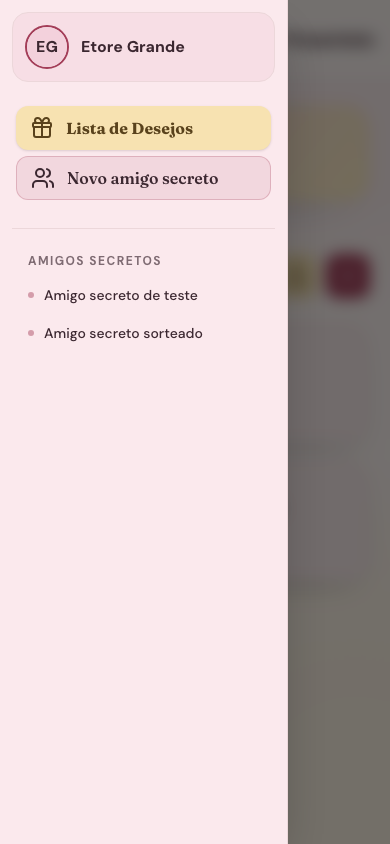 EG
Etore Grande
Lista de Desejos
Novo amigo secreto
AMIGOS SECRETOS
Amigo secreto de teste
Amigo secreto sorteado